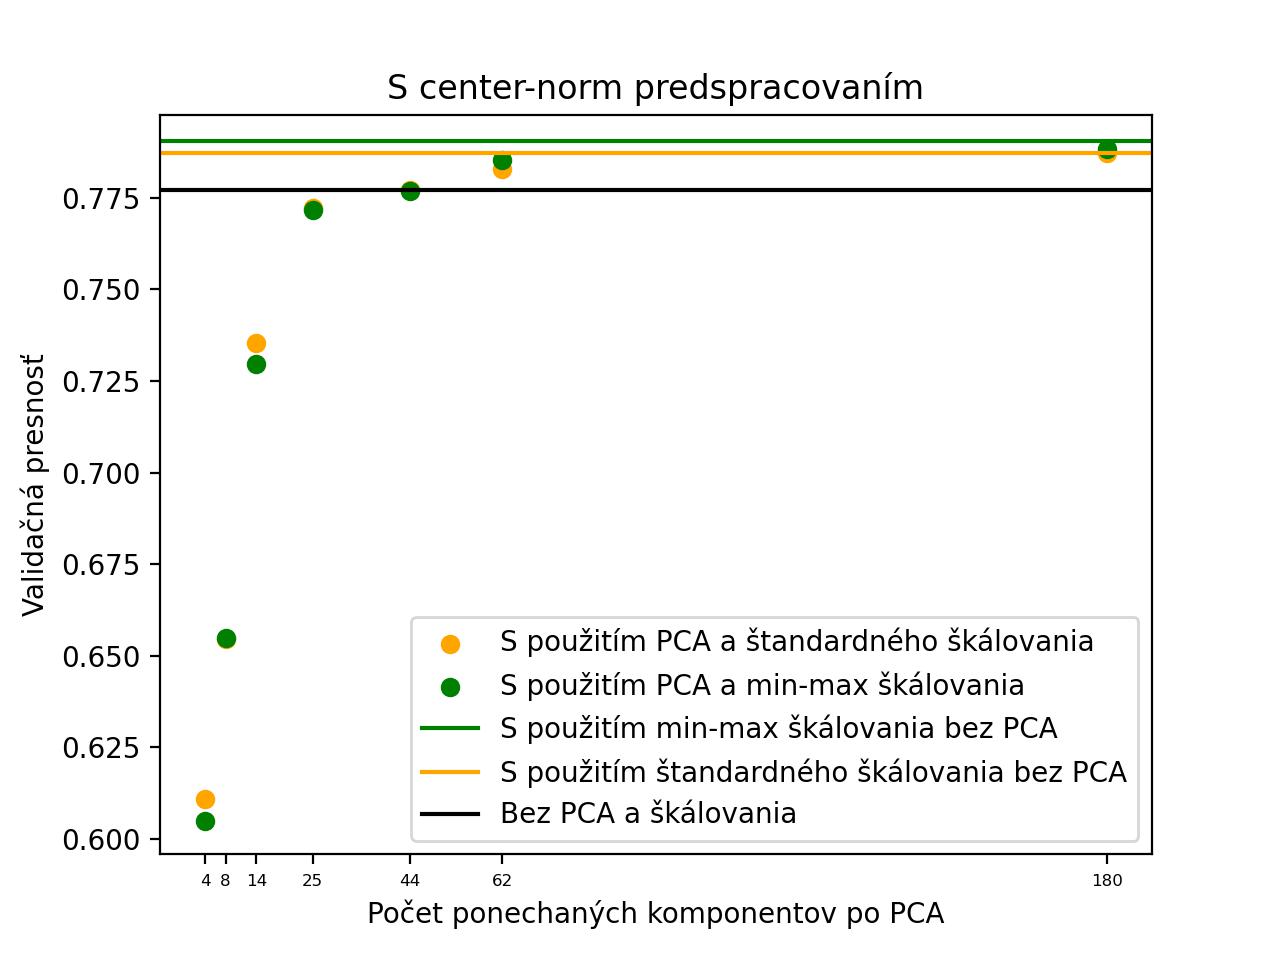 S center-norm predspracovaním
Validačná presnosť
0.775
0.750
0.725
0.700
0.675
0.650
0.625
0.600
S použitím PCA a štandardného škálovania
S použitím PCA a min-max škálovania
S použitím min-max škálovania bez PCA
S použitím štandardného škálovania bez PCA
Bez PCA a škálovania
4 8 14 25 44 62 180
Počet ponechaných komponentov po PCA